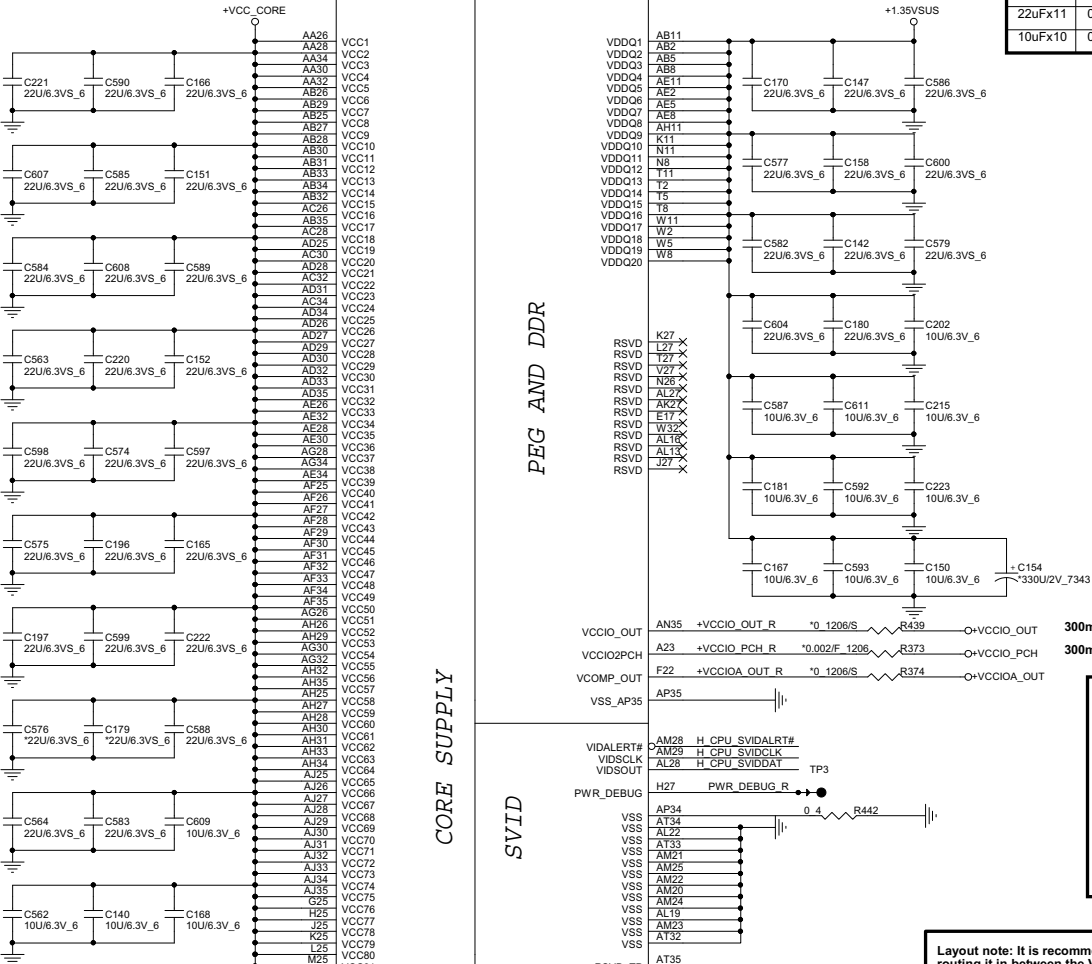 +VCC_CORE
C221 C590 C166
22U/6.3VS_6 22U/6.3VS_6 22U/6.3VS_6
C607 C585 C151
22U/6.3VS_6 22U/6.3VS_6 22U/6.3VS_6
C584 C608 C589
22U/6.3VS_6 22U/6.3VS_6 22U/6.3VS_6
C563 C220 C152
22U/6.3VS_6 22U/6.3VS_6 22U/6.3VS_6
C598 C574 C597
22U/6.3VS_6 22U/6.3VS_6 22U/6.3VS_6
C575 C196 C165
22U/6.3VS_6 22U/6.3VS_6 22U/6.3VS_6
C197 C599 C222
22U/6.3VS_6 22U/6.3VS_6 22U/6.3VS_6
C576 C179 C588
*22U/6.3VS_6 *22U/6.3VS_6 22U/6.3VS_6
C564 C583 C609
22U/6.3VS_6 22U/6.3VS_6 10U/6.3V_6
C562 C140 C168
10U/6.3V_6 10U/6.3V_6 10U/6.3V_6
AA26 VCC1
AA28 VCC2
AA34 VCC3
AA30 VCC4
AA32 VCC5
AB26 VCC6
AB29 VCC7
AB25 VCC8
AB27 VCC9
AB28 VCC10
AB30 VCC11
AB31 VCC12
AB33 VCC13
AB34 VCC14
AB32 VCC15
AC26 VCC16
AB35 VCC17
AC28 VCC18
AD25 VCC19
AC30 VCC20
AD28 VCC21
AC32 VCC22
AD31 VCC23
AC34 VCC24
AD34 VCC25
AD26 VCC26
AD27 VCC27
AD29 VCC28
AD30 VCC29
AD32 VCC30
AD33 VCC31
AD35 VCC32
AE26 VCC33
AE32 VCC34
AE28 VCC35
AE30 VCC36
AG28 VCC37
AG34 VCC38
AE34 VCC39
AF25 VCC40
AF26 VCC41
AF27 VCC42
AF28 VCC43
AF29 VCC44
AF30 VCC45
AF31 VCC46
AF32 VCC47
AF33 VCC48
AF34 VCC49
AF35 VCC50
AG26 VCC51
AH26 VCC52
AH29 VCC53
AG30 VCC54
AG32 VCC55
AH32 VCC56
AH35 VCC57
AH25 VCC58
AH27 VCC59
AH28 VCC60
AH30 VCC61
AH31 VCC62
AH33 VCC63
AH34 VCC64
AJ25 VCC65
AJ26 VCC66
AJ27 VCC67
AJ28 VCC68
AJ29 VCC69
AJ30 VCC70
AJ31 VCC71
AJ32 VCC72
AJ33 VCC73
AJ34 VCC74
AJ35 VCC75
G25 VCC76
H25 VCC77
J25 VCC78
K25 VCC79
L25 VCC80
M25
CORE SUPPLY
PEG AND DDR
SVID
VDDQ1 AB11
VDDQ2 AB2
VDDQ3 AB5
VDDQ4 AB8
VDDQ5 AE11
VDDQ6 AE2
VDDQ7 AE5
VDDQ8 AE8
VDDQ9 AH11
VDDQ10 K11
VDDQ11 N11
VDDQ12 N8
VDDQ13 T11
VDDQ14 T2
VDDQ15 T5
VDDQ16 T8
VDDQ17 W11
VDDQ18 W2
VDDQ19 W5
VDDQ20 W8
RSVD K27
RSVD L27
RSVD T27
RSVD V27
RSVD N26
RSVD AL27
RSVD AK27
RSVD E17
RSVD W32
RSVD AL16
RSVD AL13
RSVD J27
VCCIO_OUT AN35 +VCCIO_OUT_R *0_1206/S R439 +VCCIO_OUT 300m
VCCIO2PCH A23 +VCCIO_PCH_R *0.002/F_1206 R373 +VCCIO_PCH 300m
VCOMP_OUT F22 +VCCIOA_OUT_R *0_1206/S R374 +VCCIOA_OUT
VSS_AP35 AP35
VIDALERT# AM28 H_CPU_SVIDALRT#
VIDSCLK AM29 H_CPU_SVIDCLK
VIDSOUT AL28 H_CPU_SVIDDAT
TP3
PWR_DEBUG H27 PWR_DEBUG_R
VSS AP34 0_4 R442
VSS AT34
VSS AL22
VSS AT33
VSS AM21
VSS AM25
VSS AM22
VSS AM20
VSS AM24
VSS AL19
VSS AM23
VSS AT32
AT35
+1.35VSUS
C170 C147 C586
22U/6.3VS_6 22U/6.3VS_6 22U/6.3VS_6
C577 C158 C600
22U/6.3VS_6 22U/6.3VS_6 22U/6.3VS_6
C582 C142 C579
22U/6.3VS_6 22U/6.3VS_6 22U/6.3VS_6
C604 C180 C202
22U/6.3VS_6 22U/6.3VS_6 10U/6.3V_6
C587 C611 C215
10U/6.3V_6 10U/6.3V_6 10U/6.3V_6
C181 C592 C223
10U/6.3V_6 10U/6.3V_6 10U/6.3V_6
C167 C593 C150 + C154
10U/6.3V_6 10U/6.3V_6 10U/6.3V_6 *330U/2V_7343
22uFx11 0
10uFx10 0
Layout note: It is recomm